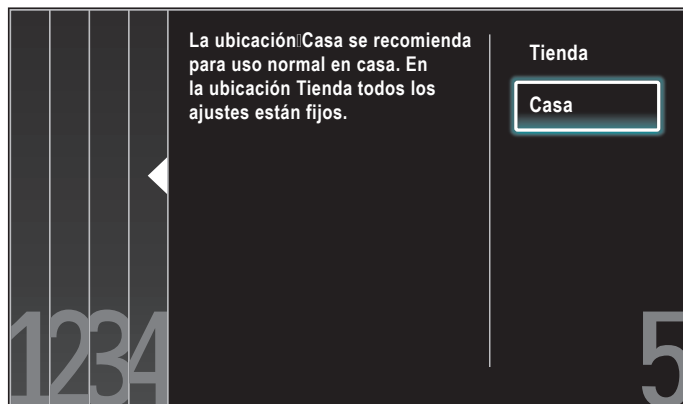 La ubicación Casa se recomienda
para uso normal en casa. En
la ubicación Tienda todos los
ajustes están fijos.
Tienda
Casa
1234
5